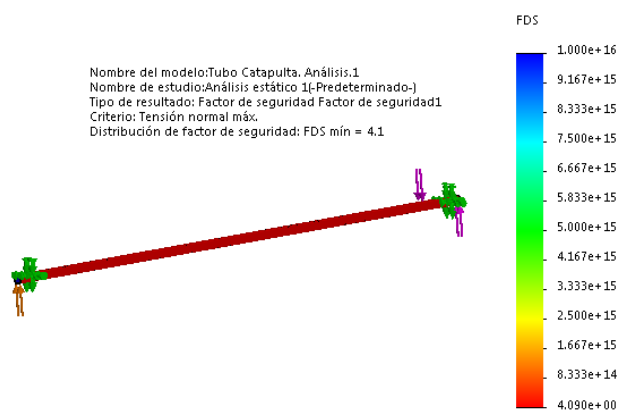 FDS
Nombre del modelo:Tubo Catapulta. Análisis.1
Nombre de estudio:Análisis estático 1(-Predeterminado-)
Tipo de resultado: Factor de seguridad Factor de seguridad1
Criterio: Tensión normal máx.
Distribución de factor de seguridad: FDS mín = 4.1
1.000e+16
9.167e+15
8.333e+15
7.500e+15
6.667e+15
5.833e+15
5.000e+15
4.167e+15
3.333e+15
2.500e+15
1.667e+15
8.333e+14
4.090e+00